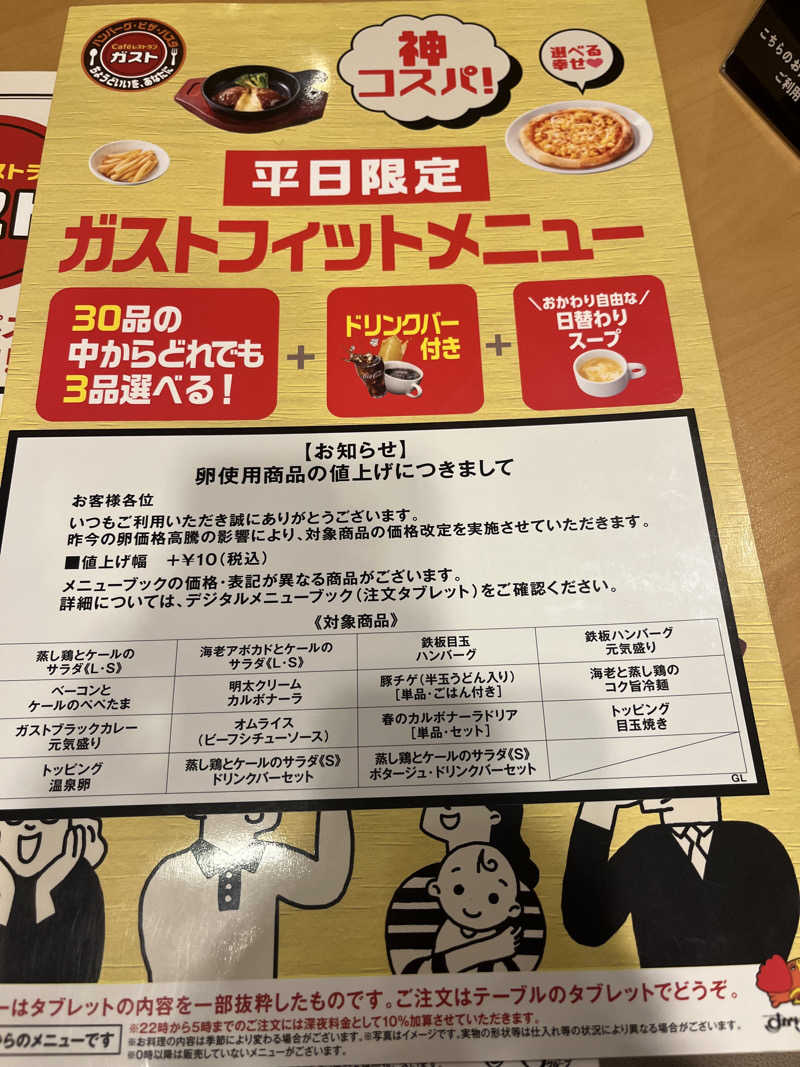 ハンバーグ・ピザ・パスタ
Caféレストラン
ガスト
ちょうどいいを、あなたに
神
コスパ!
選べる
幸せ♥
こちらのお
ご利用
平日限定
ガストフィットメニュー
30品の
中からどれでも
3品選べる!
+
ドリンクバー
付き
+
おかわり自由な
日替わり
スープ
【お知らせ】
卵使用商品の値上げにつきまして
お客様各位
いつもご利用いただき誠にありがとうございます。
昨今の卵価格高騰の影響により、対象商品の価格改定を実施させていただきます。
■値上げ幅 +¥10(税込)
メニューブックの価格・表記が異なる商品がございます。
詳細については、デジタルメニューブック(注文タブレット)をご確認ください。
《対象商品》
蒸し鶏とケールの
サラダ《L・S》
海老アボカドとケールの
サラダ《L・S》
鉄板目玉
ハンバーグ
鉄板ハンバーグ
元気盛り
ベーコンと
ケールのペペたま
明太クリーム
カルボナーラ
豚チゲ(半玉うどん入り)
[単品・ごはん付き]
海老と蒸し鶏の
コク旨冷麺
ガストブラックカレー
元気盛り
オムライス
(ビーフシチューソース)
春のカルボナーラドリア
[単品・セット]
トッピング
目玉焼き
トッピング
温泉卵
蒸し鶏とケールのサラダ《S》
ドリンクバーセット
蒸し鶏とケールのサラダ《S》
ポタージュ・ドリンクバーセット
GL
ーはタブレットの内容を一部抜粋したものです。ご注文はテーブルのタブレットでどうぞ。
からのメニューです
※22時から5時までのご注文には深夜料金として10%加算させていただきます。
※お料理の内容は季節により変わる場合がございます。※写真はイメージです。実物の形状等は仕入れ等の状況により異なる場合がございます。
※0時以降は販売していないメニューがございます。